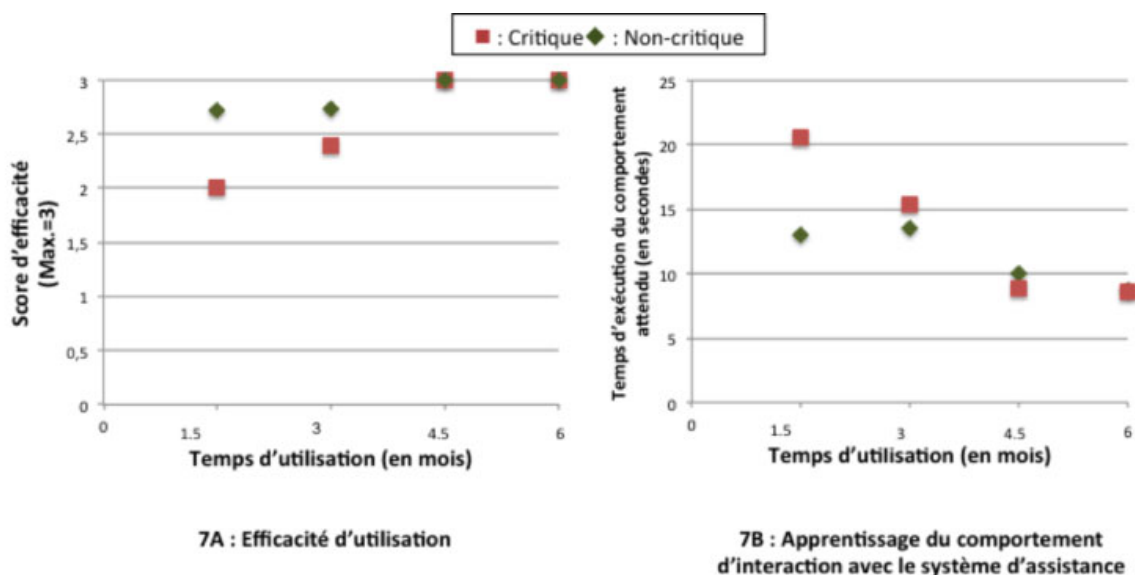 : Critique : Non-critique
3
2,5
2
1,5
1
0,5
0
Score d'efficacité
(Max.=3)
0 1.5 3 4.5 6
Temps d'utilisation (en mois)
7A : Efficacité d'utilisation
25
20
15
10
5
0
Temps d'exécution du comportement
attendu (en secondes)
0 1.5 3 4.5 6
Temps d'utilisation (en mois)
7B : Apprentissage du comportement
d'interaction avec le système d'assistance